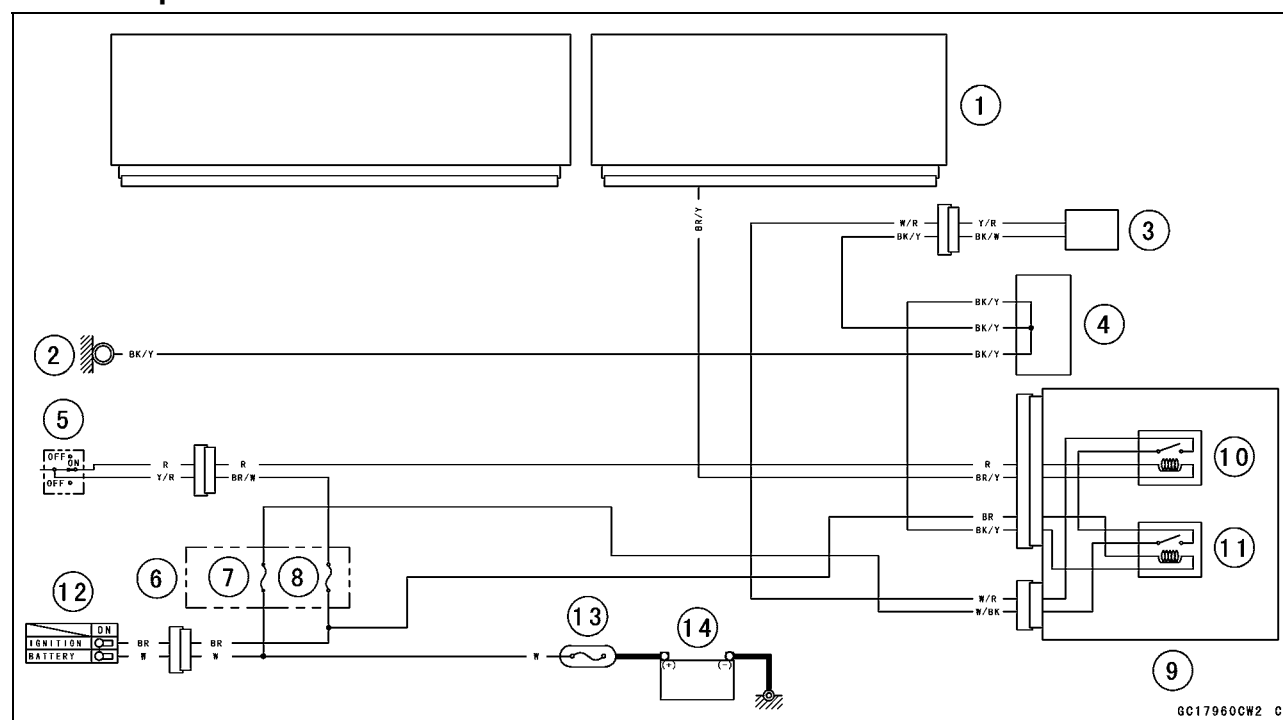 1
BR/Y
W/R Y/R
BK/Y BK/W
3
BK/Y
4
BK/Y
2 BK/Y BK/Y
5
OFF
ON
OFF
R R R
Y/R BR/W BR/Y
10
BR
BK/Y
11
6 7 8
12
W/R
W/BK
13
14
ON
IGNITION BR BR
BATTERY W W W
(+) (-)
9
GC17960CW2 C